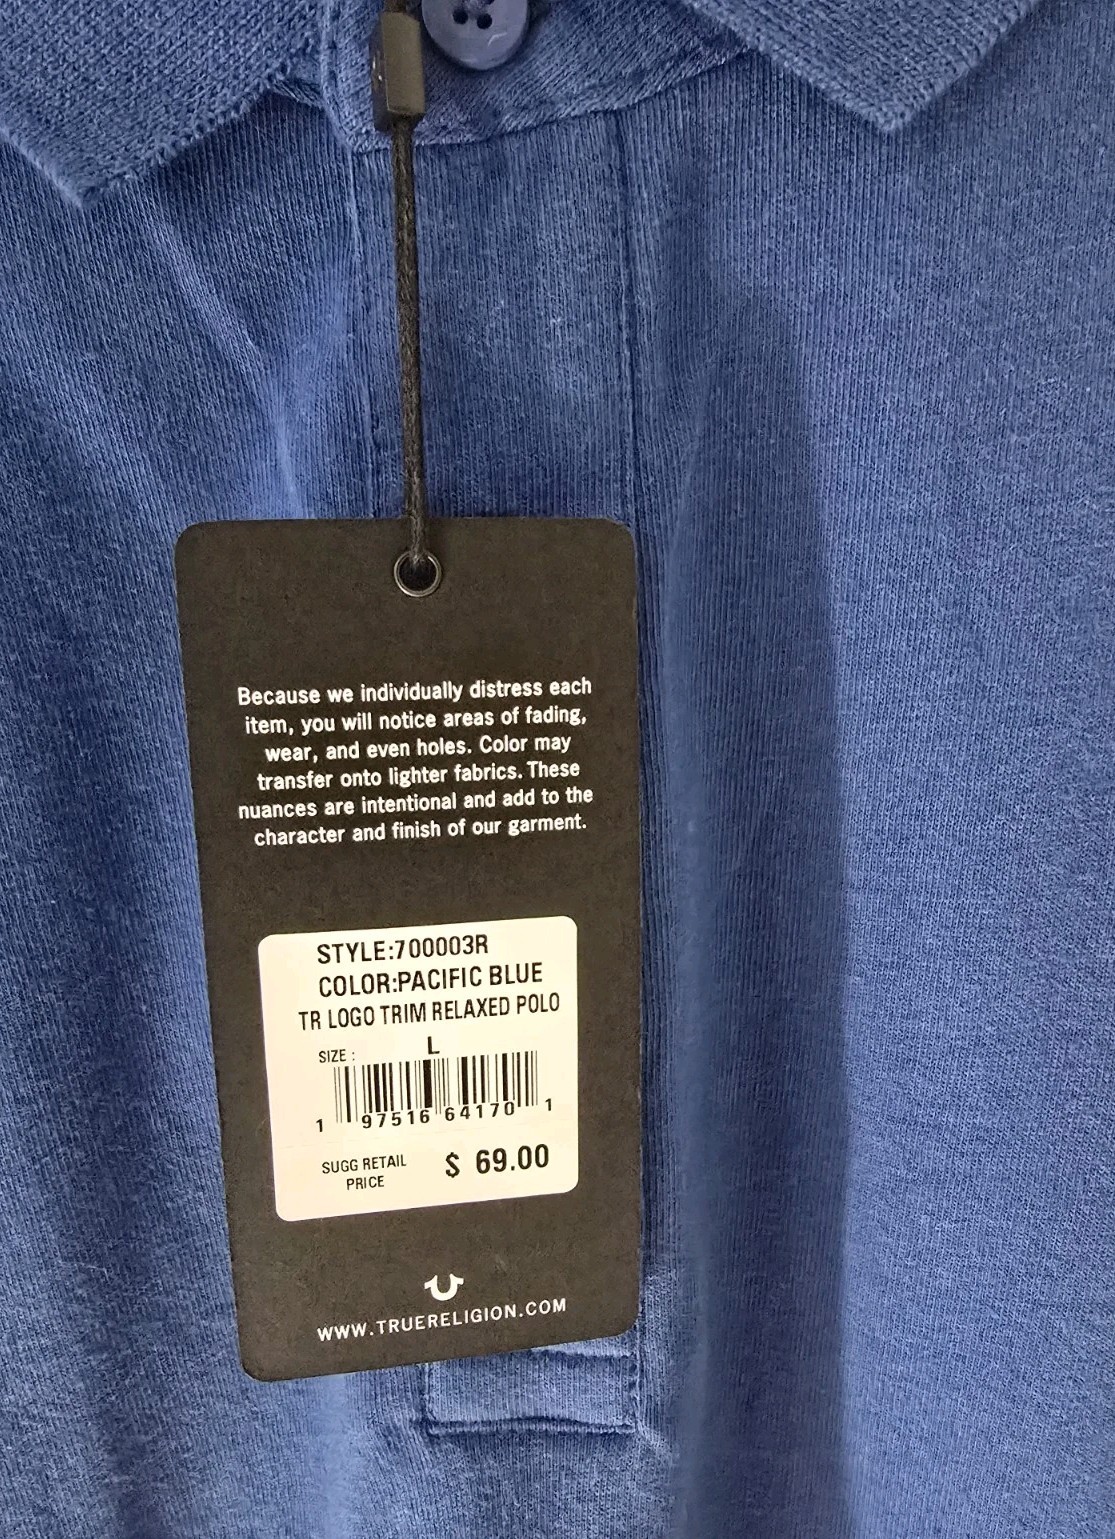 Because we individually distress each
item, you will notice areas of fading,
wear, and even holes. Color may
transfer onto lighter fabrics. These
nuances are intentional and add to the
character and finish of our garment.
STYLE:700003R
COLOR:PACIFIC BLUE
TR LOGO TRIM RELAXED POLO
SIZE : L
1 97516 64170 1
SUGG RETAIL
PRICE
$ 69.00
WWW.TRUERELIGION.COM